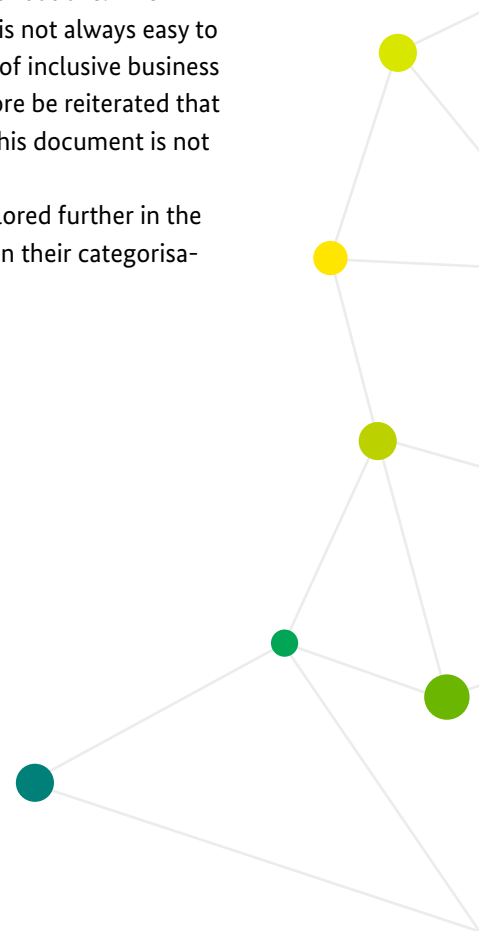 is not always easy to
of inclusive business
ore be reiterated that
his document is not
lored further in the
n their categorisa-